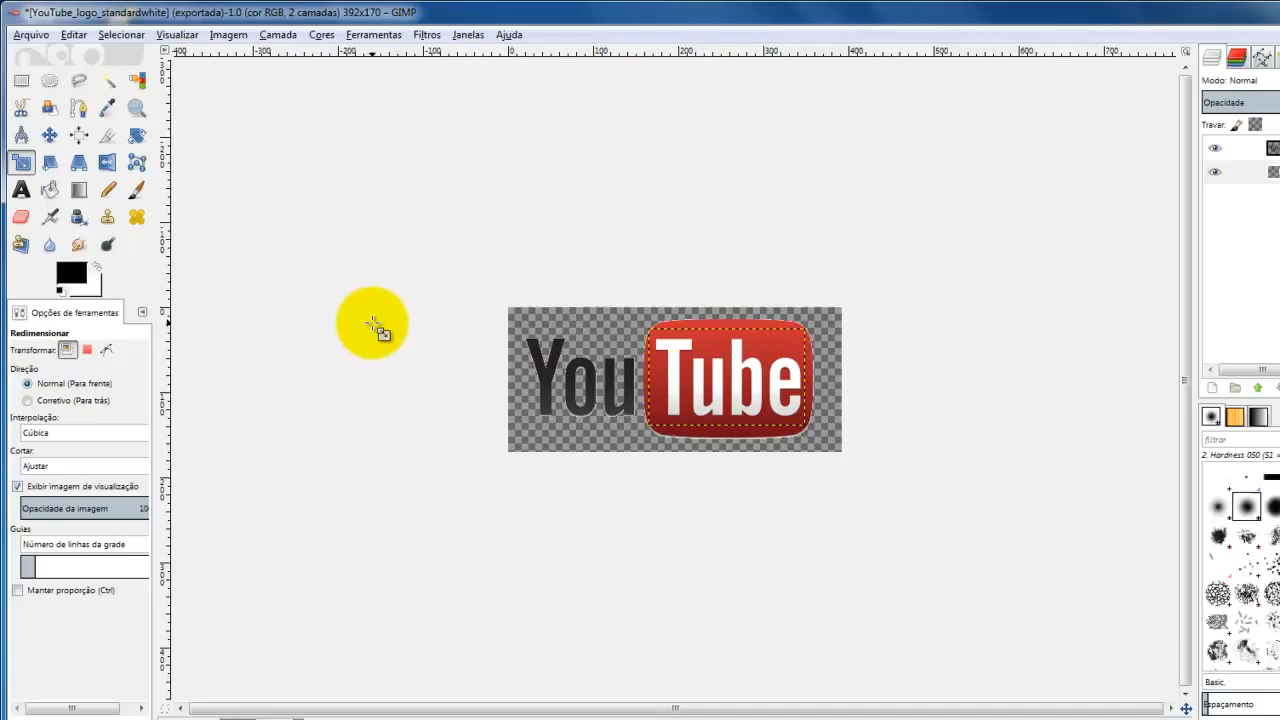 *[YouTube_logo_standardwhite] (exportada)-1.0 (cor RGB, 2 camadas) 392x170 – GIMP
Arquivo Editar Selecionar Visualizar Imagem Camada Cores Ferramentas Filtros Janelas Ajuda
-300 -200 -100 0 100 200 300 400 500 600 700
Modo: Normal
Opacidade
Travar:
YouTube
Opções de ferramentas
Redimensionar
Transformar:
Direção
Normal (Para frente)
Corretivo (Para trás)
Interpolação:
Cúbica
Cortar:
Ajustar
Exibir imagem de visualização
Opacidade da imagem 10
Guias
Número de linhas da grade
Manter proporção (Ctrl)
filtrar
2. Hardness 050 (51 ×
Basic,
Espaçamento